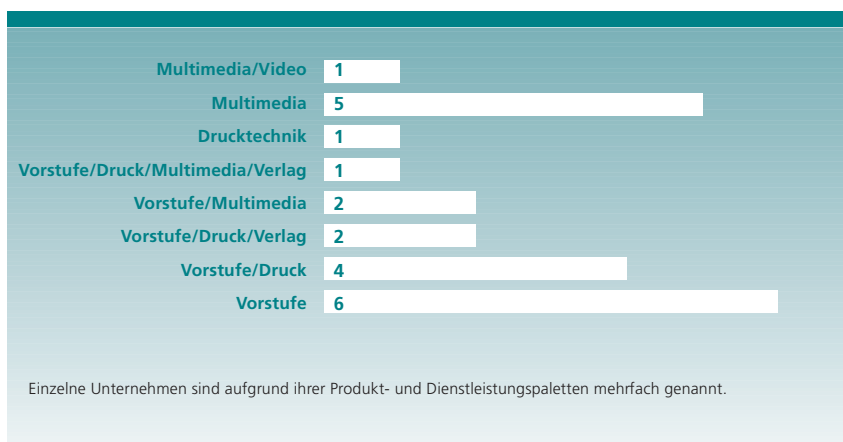 Multimedia/Video 1
Multimedia 5
Drucktechnik 1
Vorstufe/Druck/Multimedia/Verlag 1
Vorstufe/Multimedia 2
Vorstufe/Druck/Verlag 2
Vorstufe/Druck 4
Vorstufe 6
Einzelne Unternehmen sind aufgrund ihrer Produkt- und Dienstleistungspaletten mehrfach genannt.